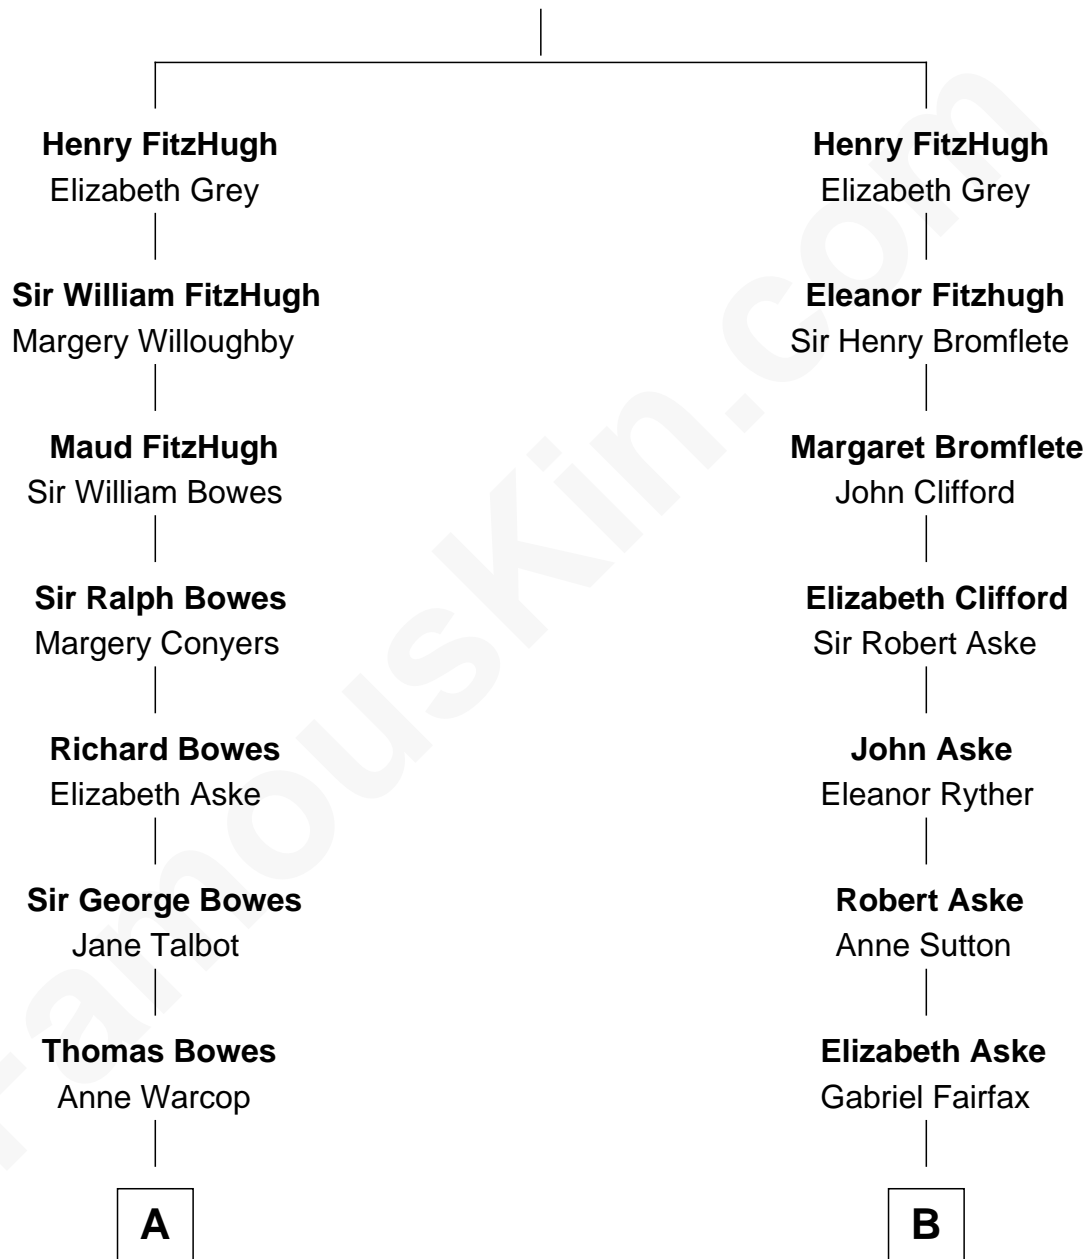 Henry FitzHugh
Elizabeth Grey
Sir William FitzHugh
Margery Willoughby
Maud FitzHugh
Sir William Bowes
Sir Ralph Bowes
Margery Conyers
Richard Bowes
Elizabeth Aske
Sir George Bowes
Jane Talbot
Thomas Bowes
Anne Warcop
A
Henry FitzHugh
Elizabeth Grey
Eleanor Fitzhugh
Sir Henry Bromflete
Margaret Bromflete
John Clifford
Elizabeth Clifford
Sir Robert Aske
John Aske
Eleanor Ryther
Robert Aske
Anne Sutton
Elizabeth Aske
Gabriel Fairfax
B
FamousKin.com